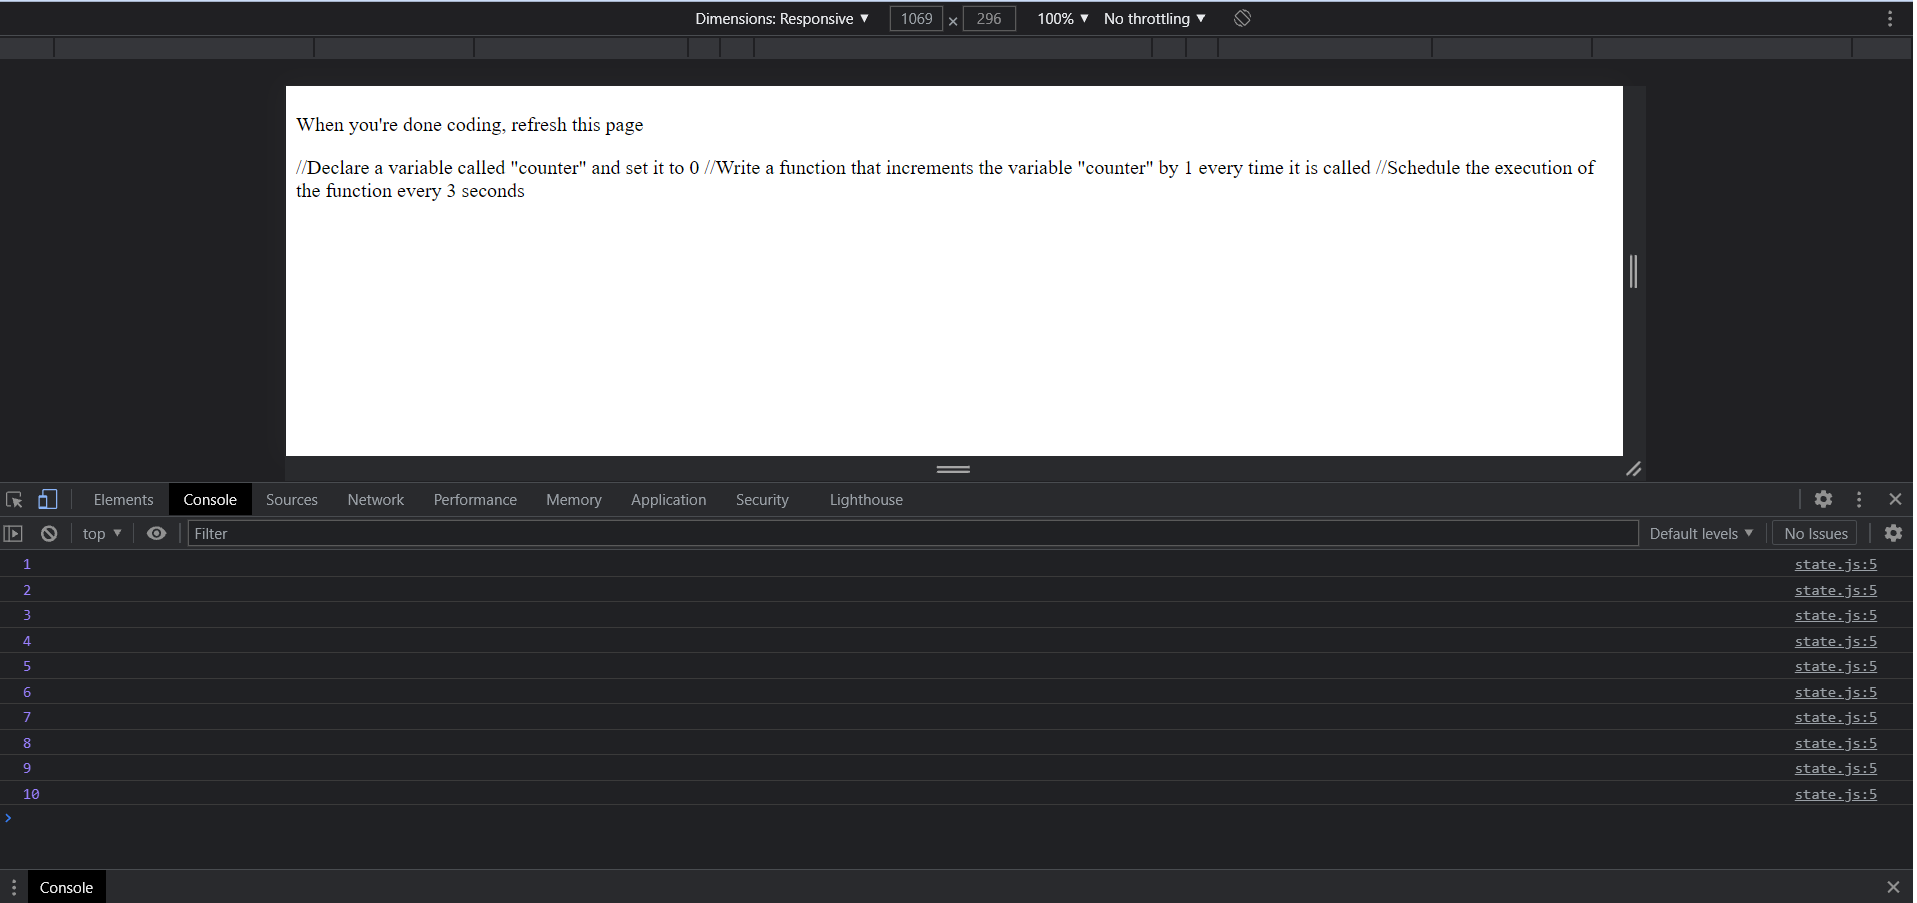 Dimensions: Responsive ▼ 1069 × 296 100% ▼ No throttling ▼
When you're done coding, refresh this page
//Declare a variable called "counter" and set it to 0 //Write a function that increments the variable "counter" by 1 every time it is called //Schedule the execution of
the function every 3 seconds
Elements Console Sources Network Performance Memory Application Security Lighthouse
top ▼ Filter Default levels ▼ No Issues
1 state.js:5
2 state.js:5
3 state.js:5
4 state.js:5
5 state.js:5
6 state.js:5
7 state.js:5
8 state.js:5
9 state.js:5
10 state.js:5
Console